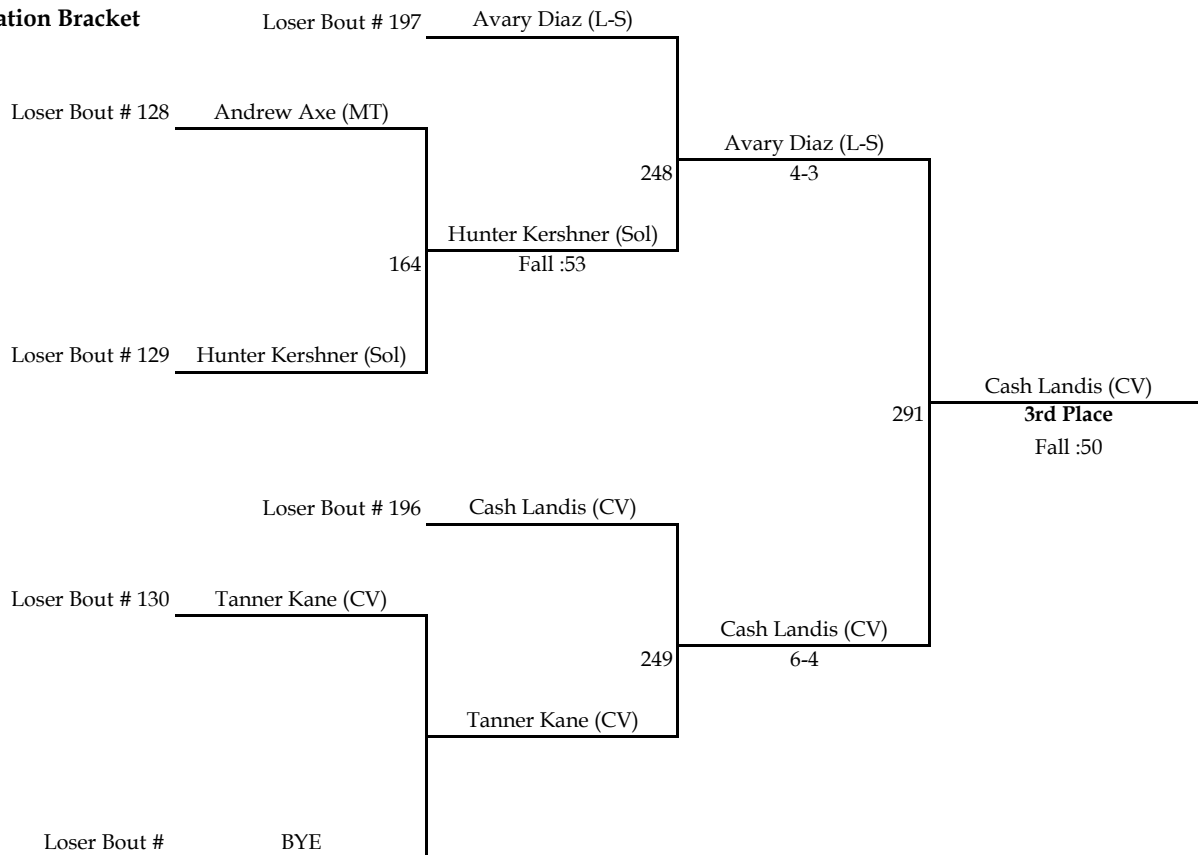 ation Bracket
Loser Bout # 197
Avary Diaz (L-S)
Loser Bout # 128
Andrew Axe (MT)
Avary Diaz (L-S)
248
4-3
Hunter Kershner (Sol)
164
Fall :53
Loser Bout # 129
Hunter Kershner (Sol)
Cash Landis (CV)
291
3rd Place
Fall :50
Loser Bout # 196
Cash Landis (CV)
Loser Bout # 130
Tanner Kane (CV)
Cash Landis (CV)
249
6-4
Tanner Kane (CV)
Loser Bout #
BYE